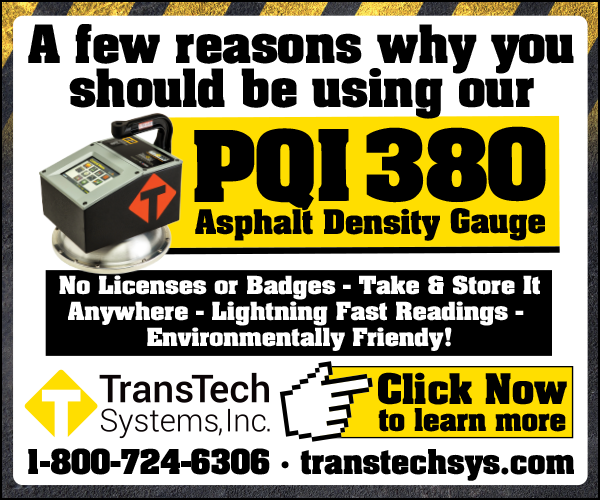 A few reasons why you
should be using our
PQI 380
Asphalt Density Gauge
No Licenses or Badges - Take & Store It
Anywhere - Lightning Fast Readings -
Environmentally Friendy!
TransTech
Systems, Inc.
Click Now
to learn more
1-800-724-6306 · transtechsys.com